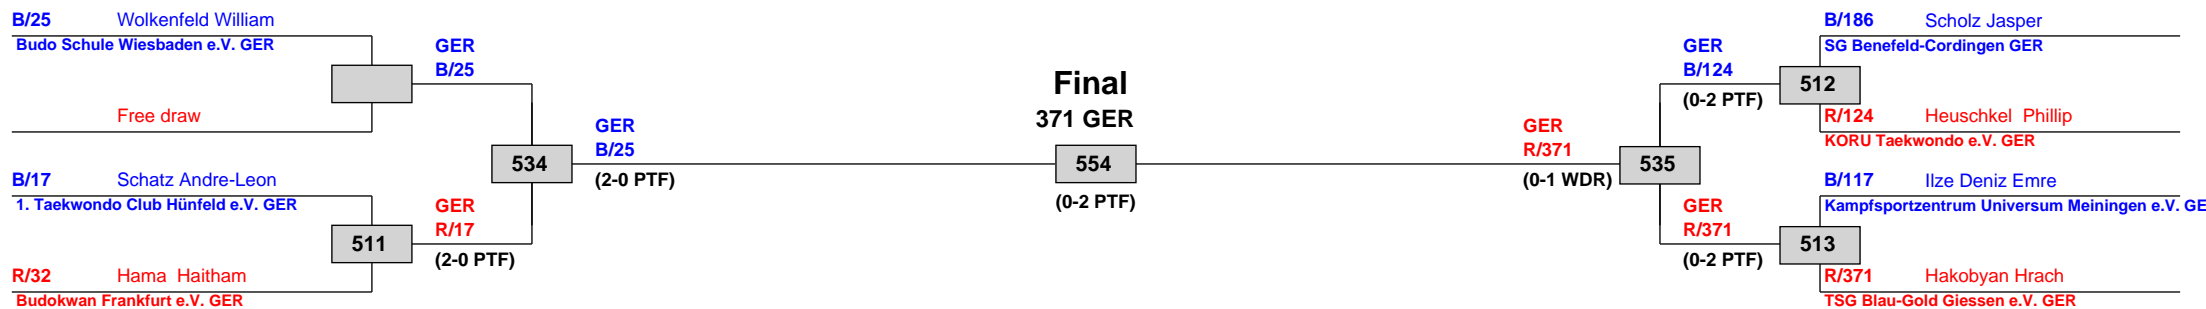 B/25 Wolkenfeld William
Budo Schule Wiesbaden e.V. GER
Free draw
B/17 Schatz Andre-Leon
1. Taekwondo Club Hünfeld e.V. GER
511
R/32 Hama Haitham
Budokwan Frankfurt e.V. GER
GER
B/25
GER
R/17
(2-0 PTF)
534
GER
B/25
(2-0 PTF)
Final
371 GER
554
(0-2 PTF)
GER
R/371
(0-1 WDR)
535
GER
B/124
(0-2 PTF)
GER
R/371
(0-2 PTF)
B/186 Scholz Jasper
SG Benefeld-Cordingen GER
512
R/124 Heuschkel Phillip
KORU Taekwondo e.V. GER
B/117 Ilze Deniz Emre
Kampfsportzentrum Universum Meiningen e.V. GE
513
R/371 Hakobyan Hrach
TSG Blau-Gold Giessen e.V. GER